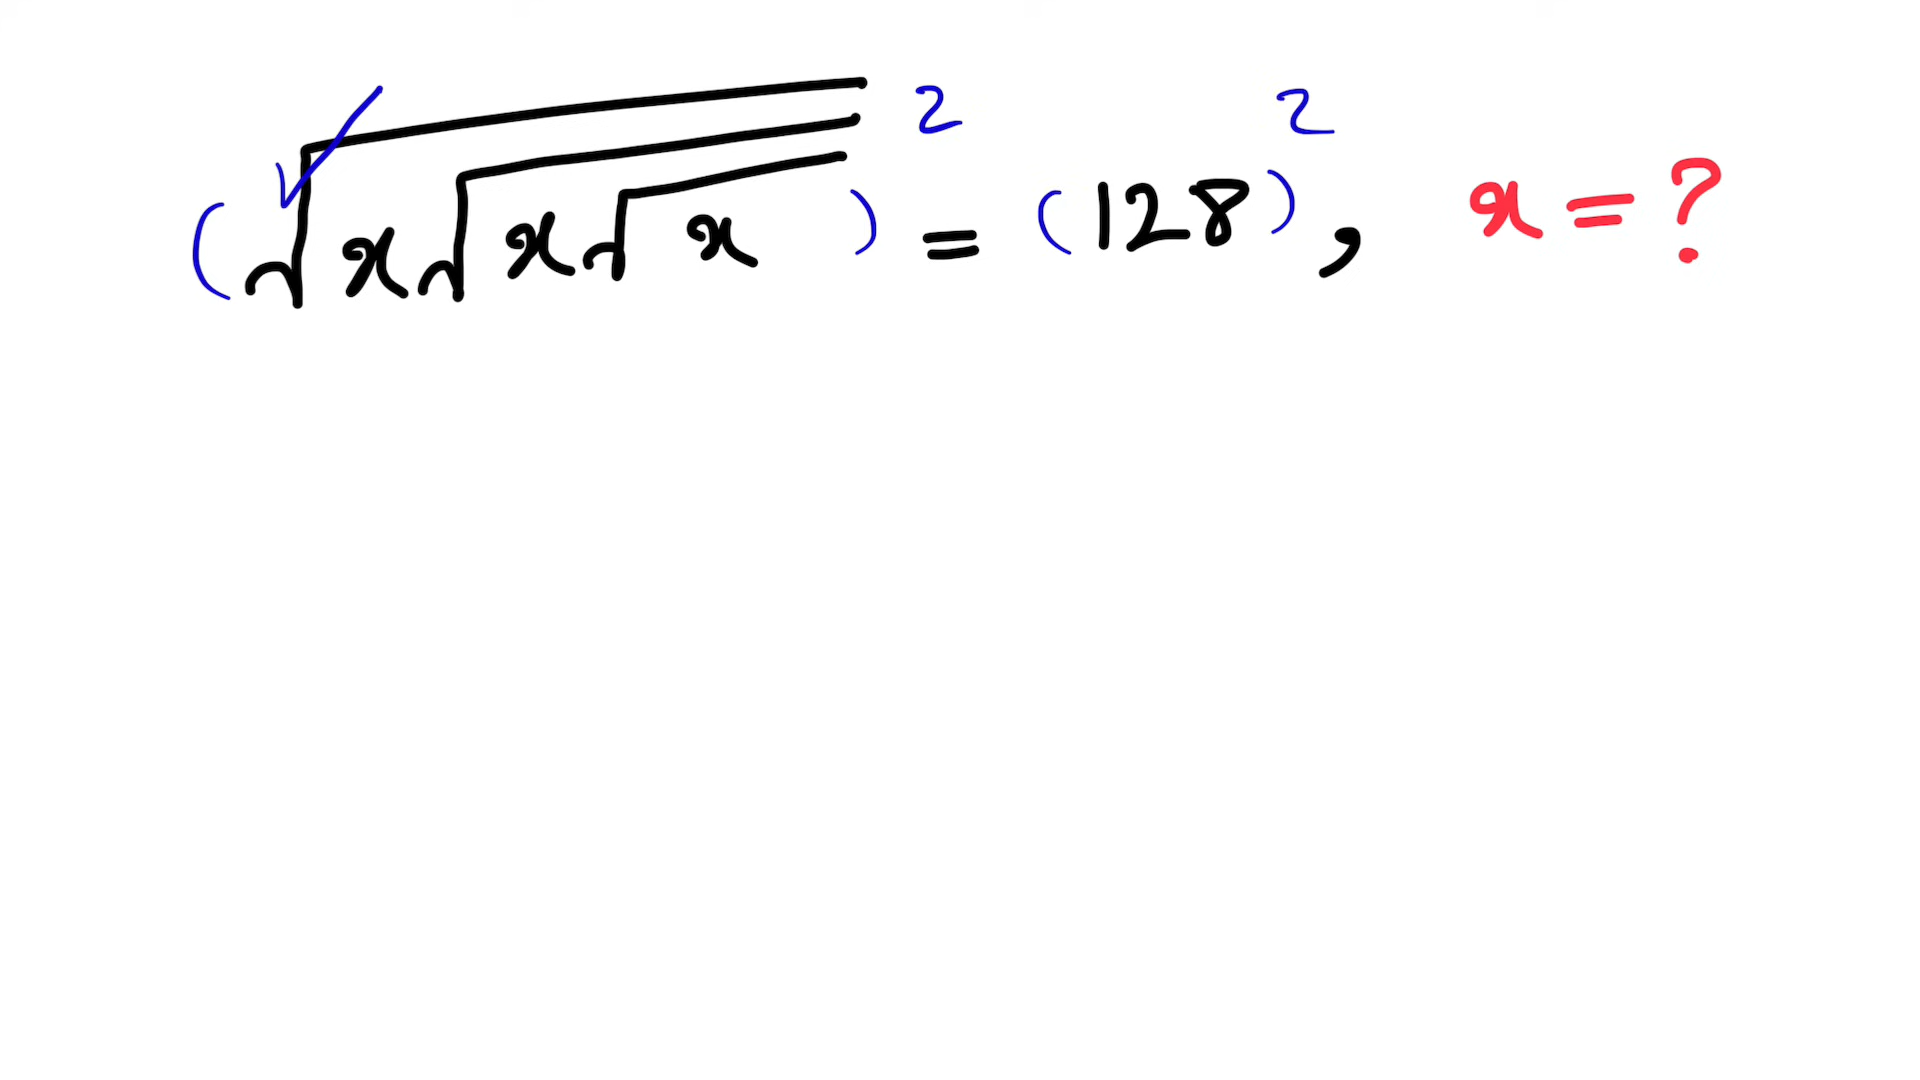 (√(x√(x√x)))² = (128)², x = ?